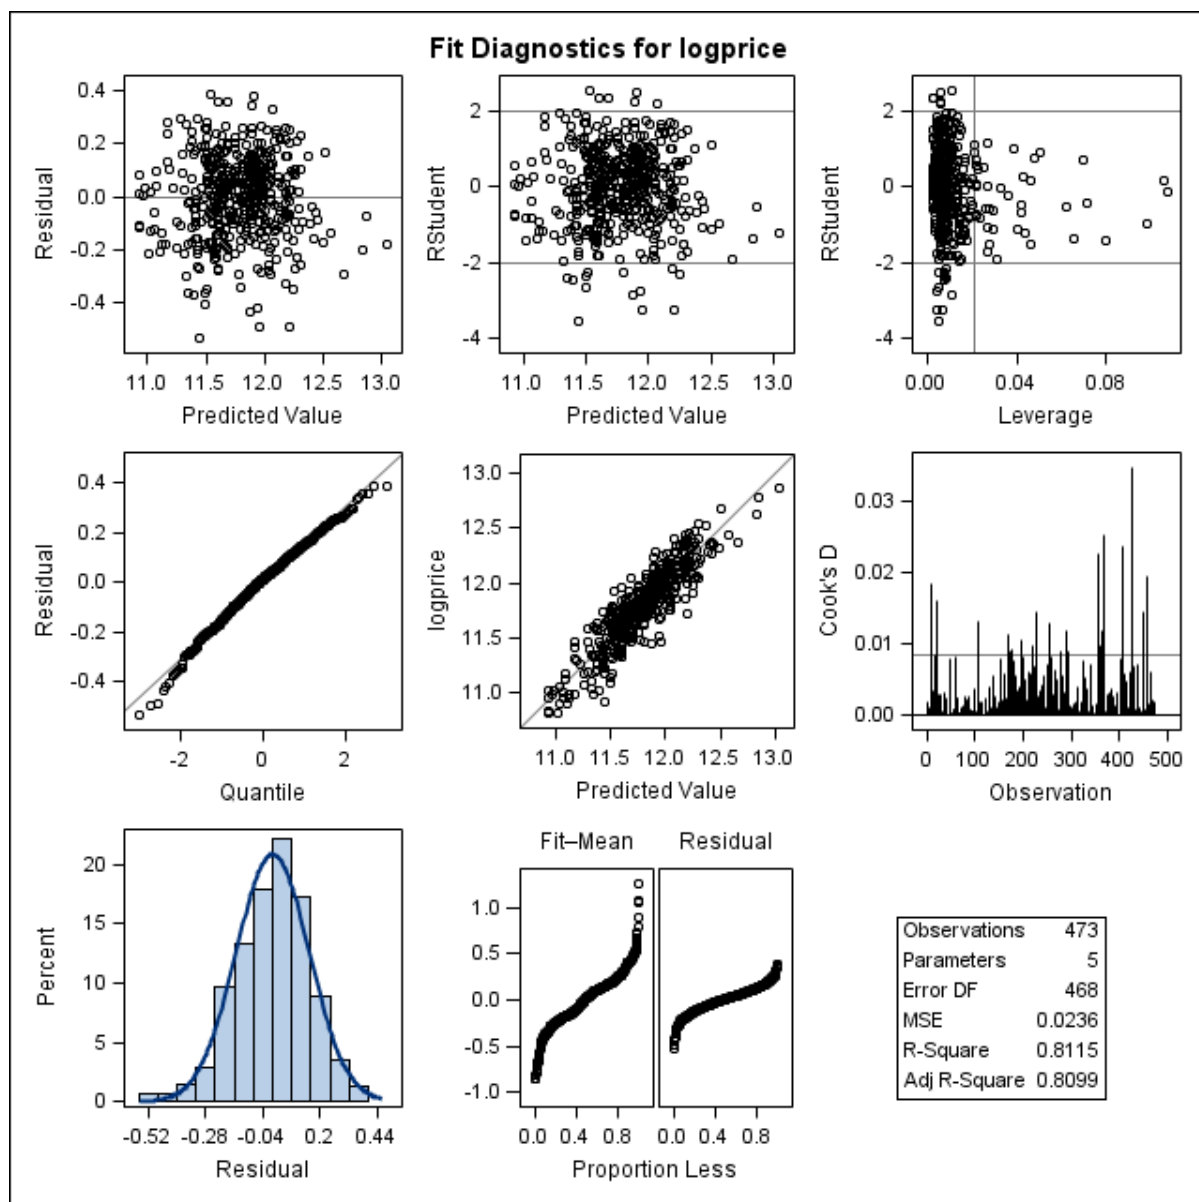 Fit Diagnostics for logprice
0.4
0.2
0.0
-0.2
-0.4
Residual
11.0 11.5 12.0 12.5 13.0
Predicted Value
2
0
-2
-4
RStudent
11.0 11.5 12.0 12.5 13.0
Predicted Value
2
0
-2
-4
RStudent
0.00 0.04 0.08
Leverage
0.4
0.2
0.0
-0.2
-0.4
Residual
-2 0 2
Quantile
13.0
12.5
12.0
11.5
11.0
logprice
11.0 11.5 12.0 12.5 13.0
Predicted Value
0.03
0.02
0.01
0.00
Cook's D
0 100 200 300 400 500
Observation
20
15
10
5
0
Percent
-0.52 -0.28 -0.04 0.2 0.44
Residual
Fit–Mean Residual
1.0
0.5
0.0
-0.5
-1.0
0.0 0.4 0.8 0.0 0.4 0.8
Proportion Less
Observations 473
Parameters 5
Error DF 468
MSE 0.0236
R-Square 0.8115
Adj R-Square 0.8099